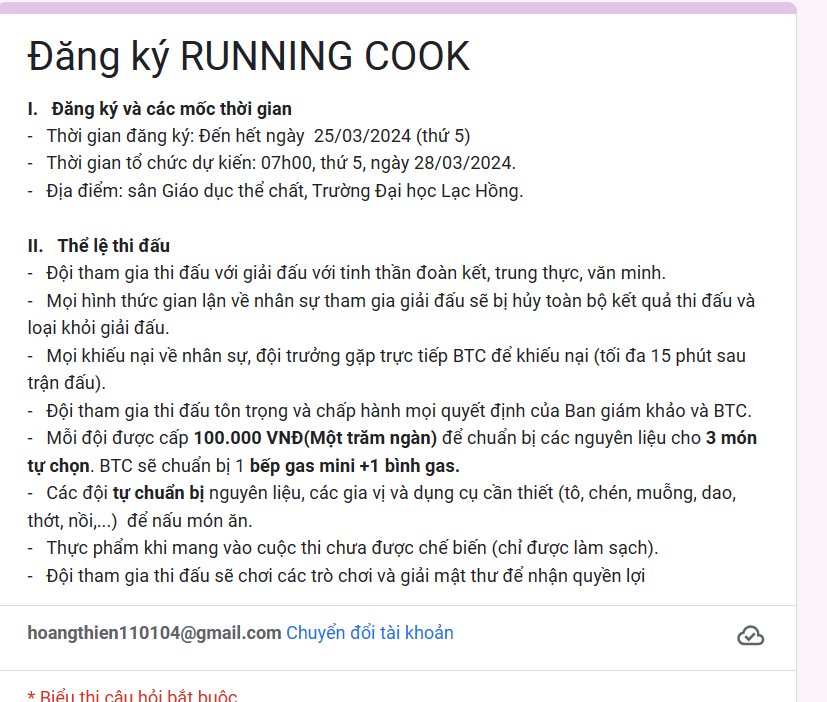 Đăng ký RUNNING COOK
I. Đăng ký và các mốc thời gian
- Thời gian đăng ký: Đến hết ngày 25/03/2024 (thứ 5)
- Thời gian tổ chức dự kiến: 07h00, thứ 5, ngày 28/03/2024.
- Địa điểm: sân Giáo dục thể chất, Trường Đại học Lạc Hồng.
II. Thể lệ thi đấu
- Đội tham gia thi đấu với giải đấu với tinh thần đoàn kết, trung thực, văn minh.
- Mọi hình thức gian lận về nhân sự tham gia giải đấu sẽ bị hủy toàn bộ kết quả thi đấu và
loại khỏi giải đấu.
- Mọi khiếu nại về nhân sự, đội trưởng gặp trực tiếp BTC để khiếu nại (tối đa 15 phút sau
trận đấu).
- Đội tham gia thi đấu tôn trọng và chấp hành mọi quyết định của Ban giám khảo và BTC.
- Mỗi đội được cấp 100.000 VNĐ(Một trăm ngàn) để chuẩn bị các nguyên liệu cho 3 món
tự chọn. BTC sẽ chuẩn bị 1 bếp gas mini +1 bình gas.
- Các đội tự chuẩn bị nguyên liệu, các gia vị và dụng cụ cần thiết (tô, chén, muỗng, dao,
thớt, nồi,...) để nấu món ăn.
- Thực phẩm khi mang vào cuộc thi chưa được chế biến (chỉ được làm sạch).
- Đội tham gia thi đấu sẽ chơi các trò chơi và giải mật thư để nhận quyền lợi
hoangthien110104@gmail.com Chuyển đổi tài khoản
* Biểu thị câu hỏi bắt buộc